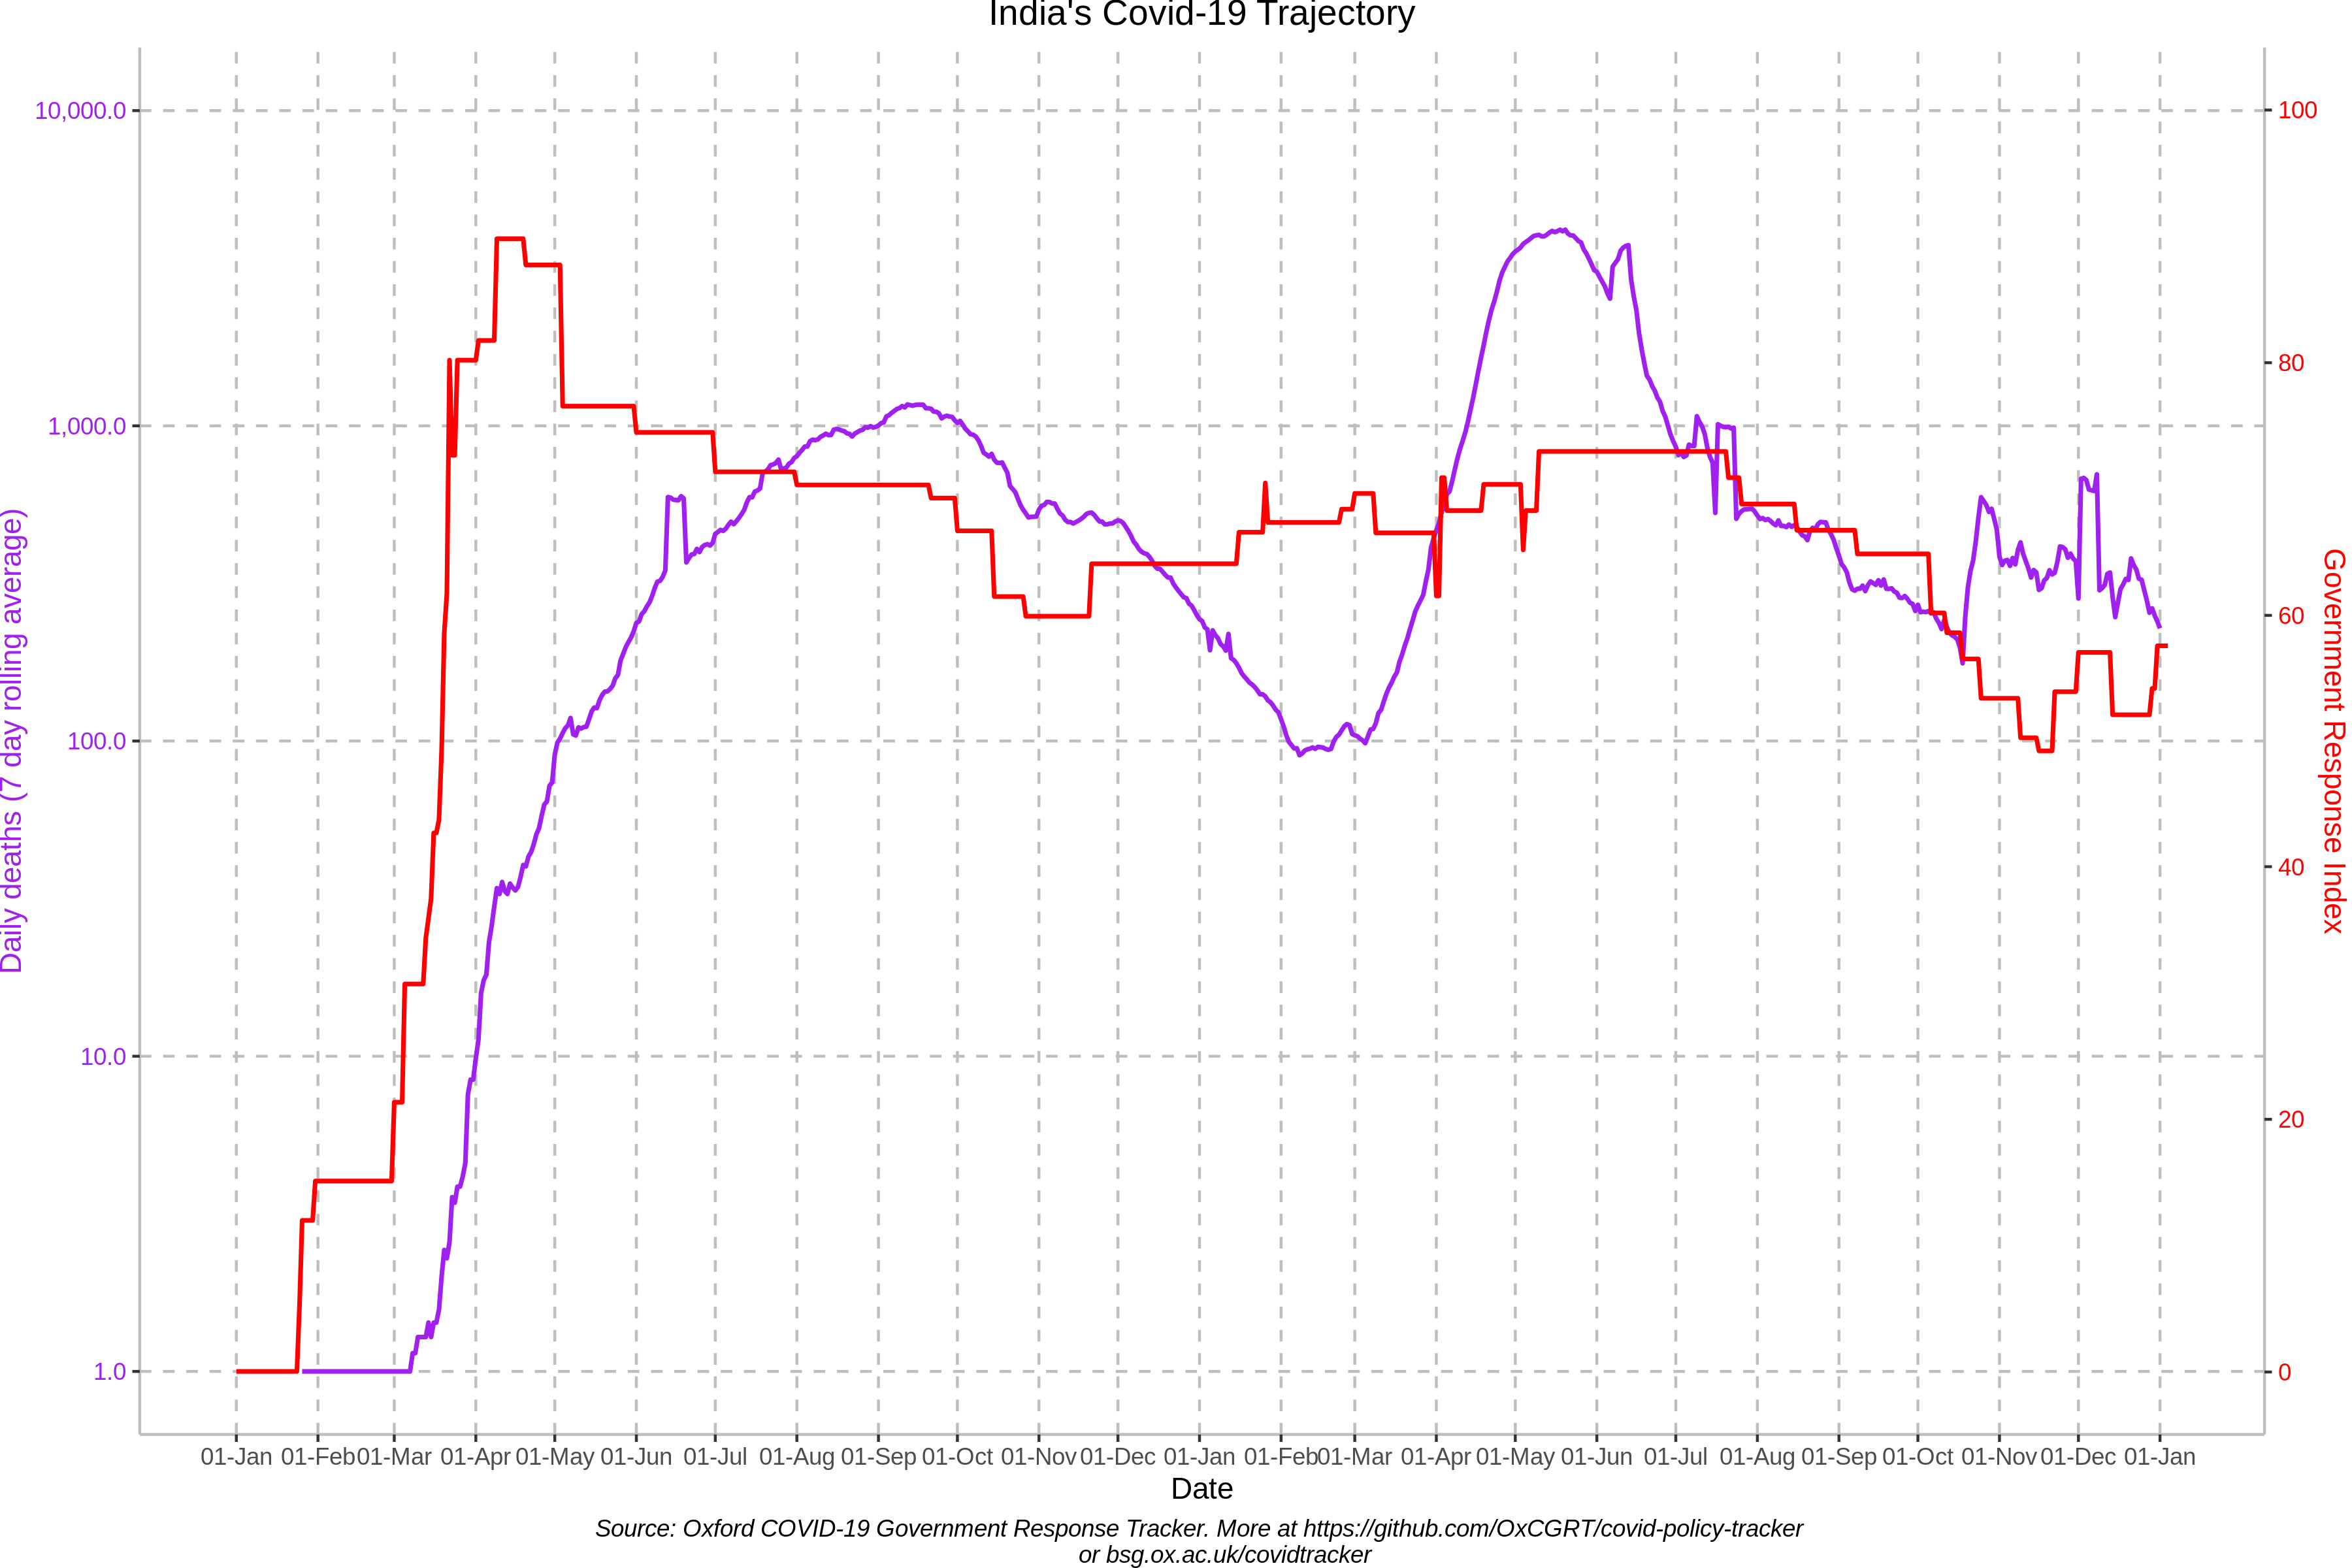 India's Covid-19 Trajectory
10,000.0
1,000.0
100.0
10.0
1.0
Daily deaths (7 day rolling average)
100
80
60
40
20
0
Government Response Index
01-Jan 01-Feb 01-Mar 01-Apr 01-May 01-Jun 01-Jul 01-Aug 01-Sep 01-Oct 01-Nov 01-Dec 01-Jan 01-Feb 01-Mar 01-Apr 01-May 01-Jun 01-Jul 01-Aug 01-Sep 01-Oct 01-Nov 01-Dec 01-Jan
Date
Source: Oxford COVID-19 Government Response Tracker. More at https://github.com/OxCGRT/covid-policy-tracker
or bsg.ox.ac.uk/covidtracker